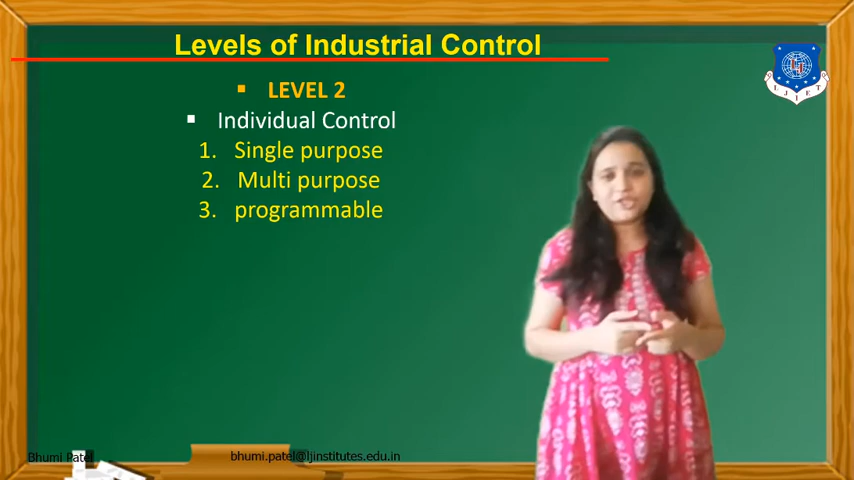 Levels of Industrial Control
▪ LEVEL 2
▪ Individual Control
1. Single purpose
2. Multi purpose
3. programmable
L J I E T
Bhumi Patel
bhumi.patel@ljinstitutes.edu.in